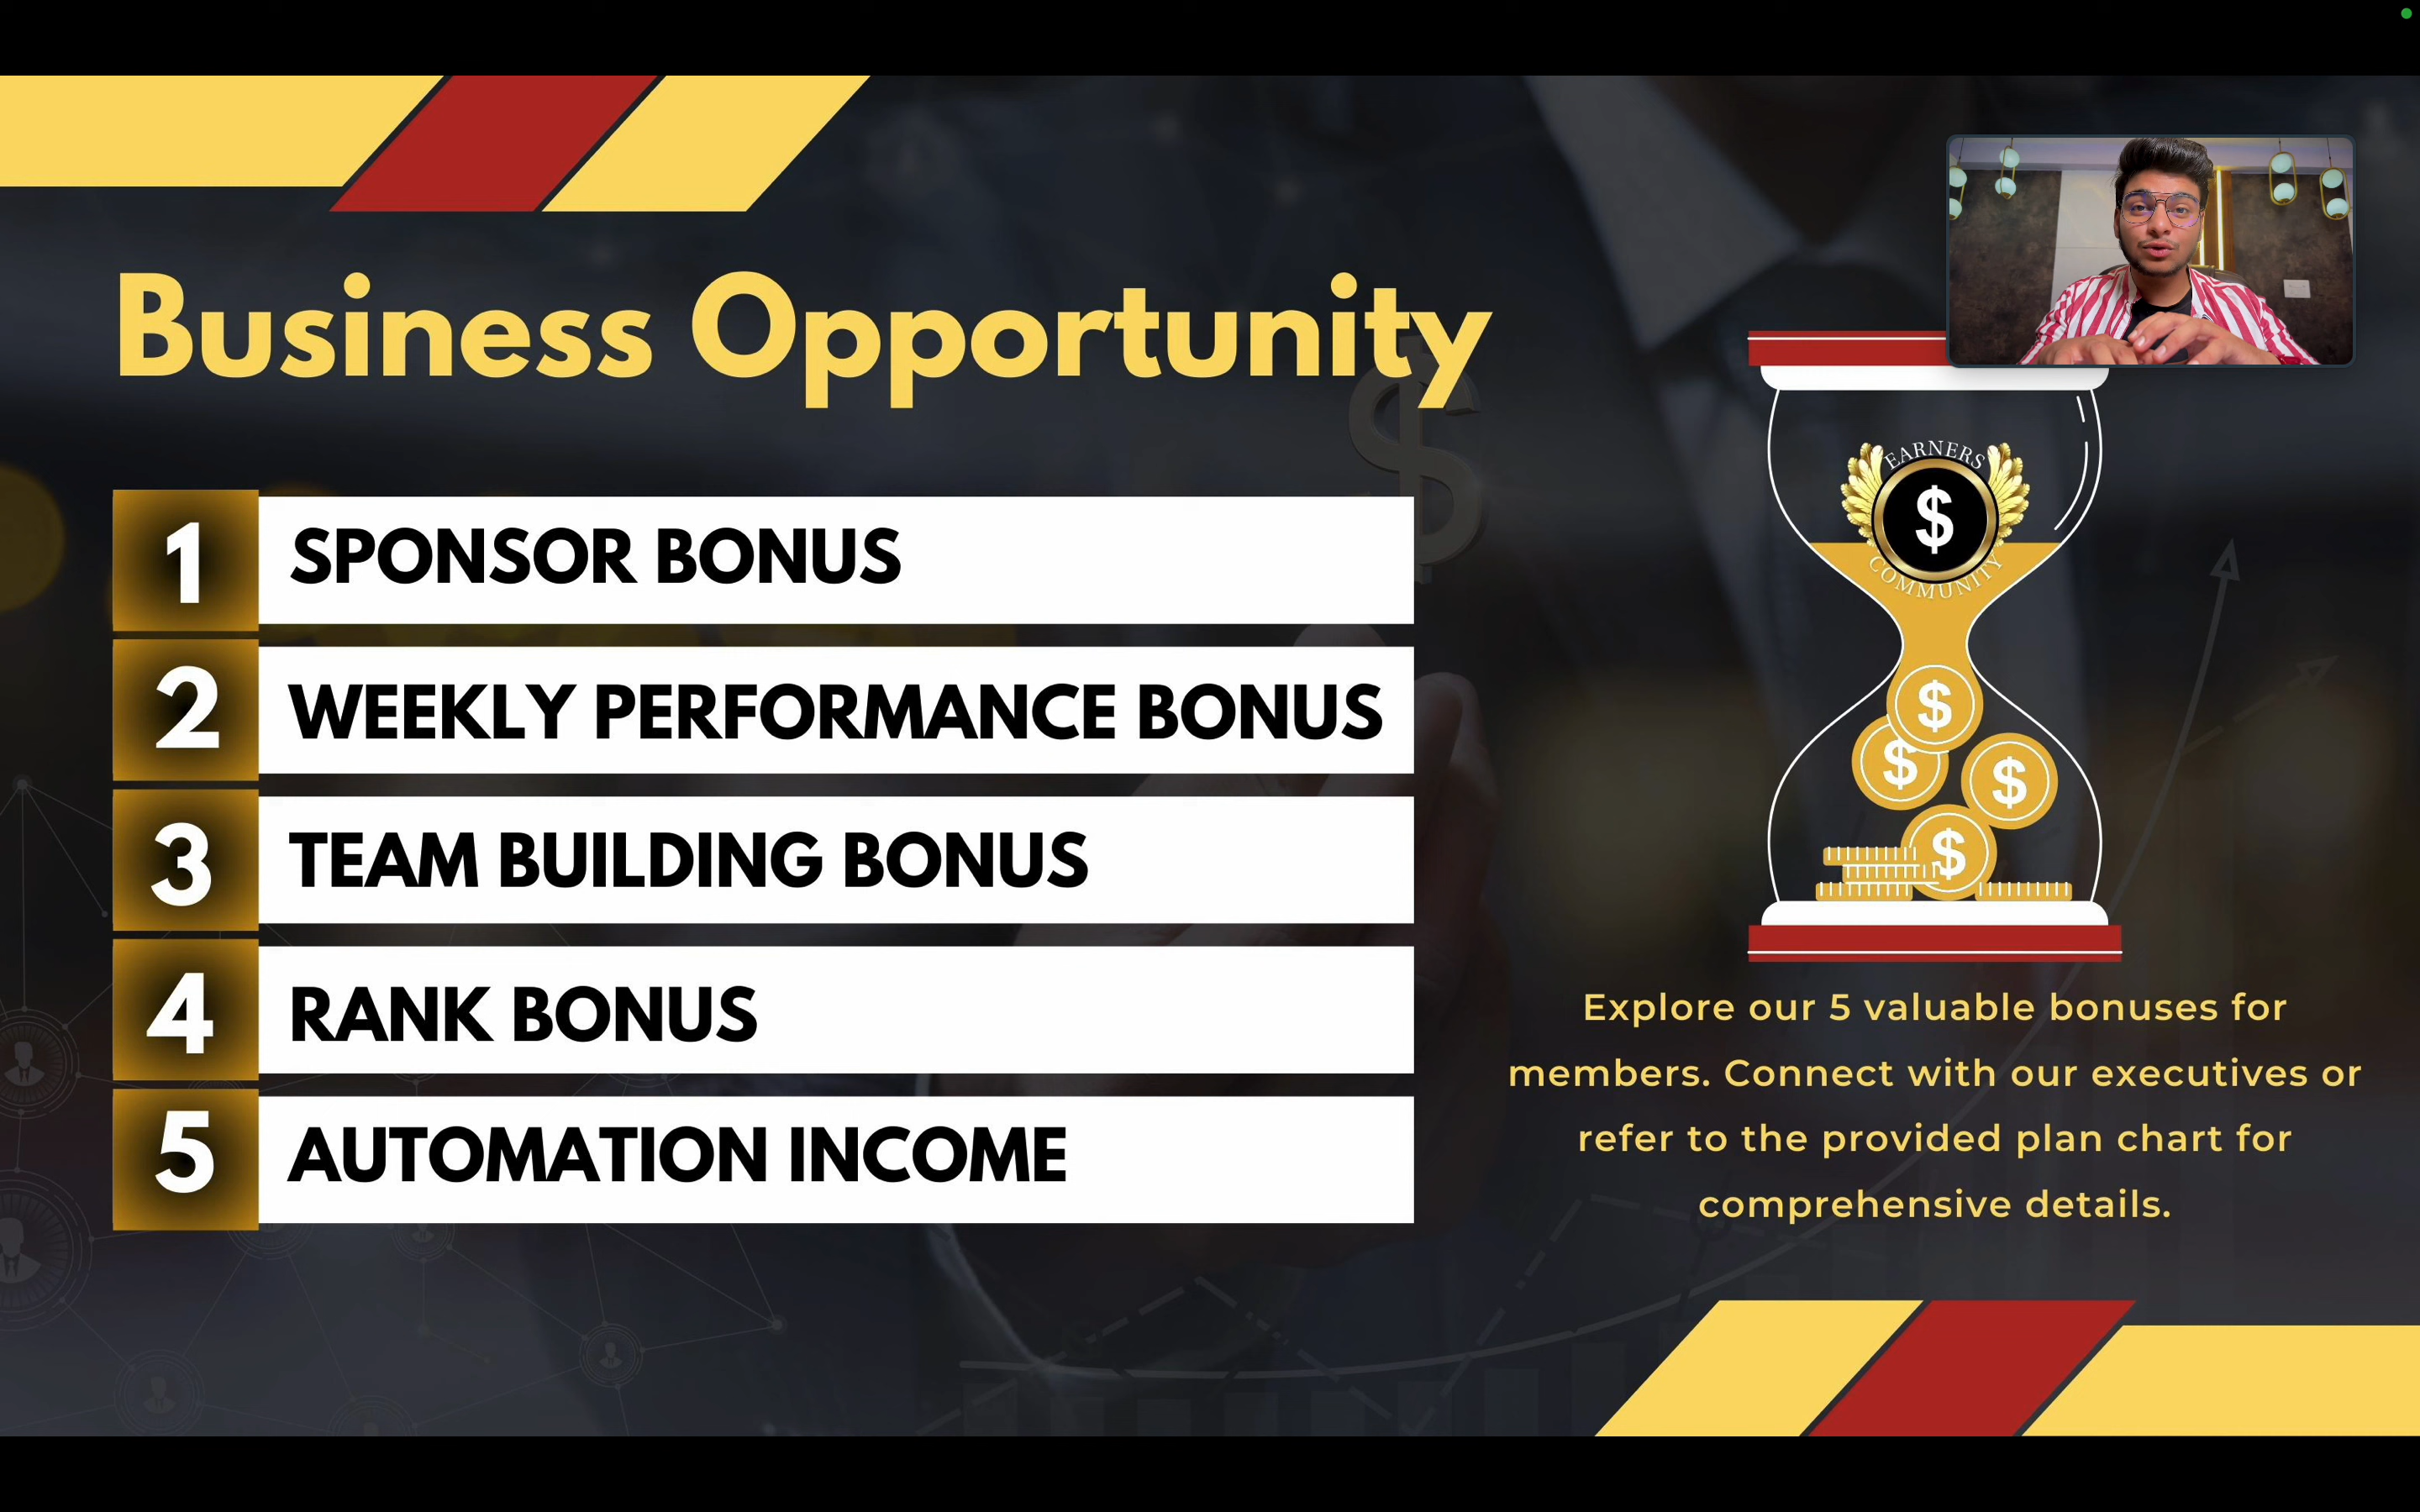 Business Opportunity
1 SPONSOR BONUS
2 WEEKLY PERFORMANCE BONUS
3 TEAM BUILDING BONUS
4 RANK BONUS
5 AUTOMATION INCOME
EARNERS
$
COMMUNITY
$
$
$
$
Explore our 5 valuable bonuses for
members. Connect with our executives or
refer to the provided plan chart for
comprehensive details.